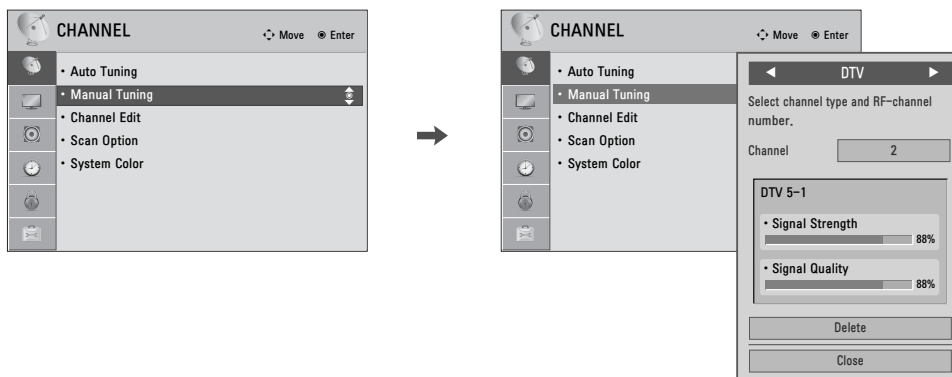 CHANNEL
Move
Enter
• Auto Tuning
• Manual Tuning
• Channel Edit
• Scan Option
• System Color
CHANNEL
Move
Enter
• Auto Tuning
• Manual Tuning
• Channel Edit
• Scan Option
• System Color
DTV
Select channel type and RF-channel
number.
Channel 2
DTV 5-1
• Signal Strength
88%
• Signal Quality
88%
Delete
Close